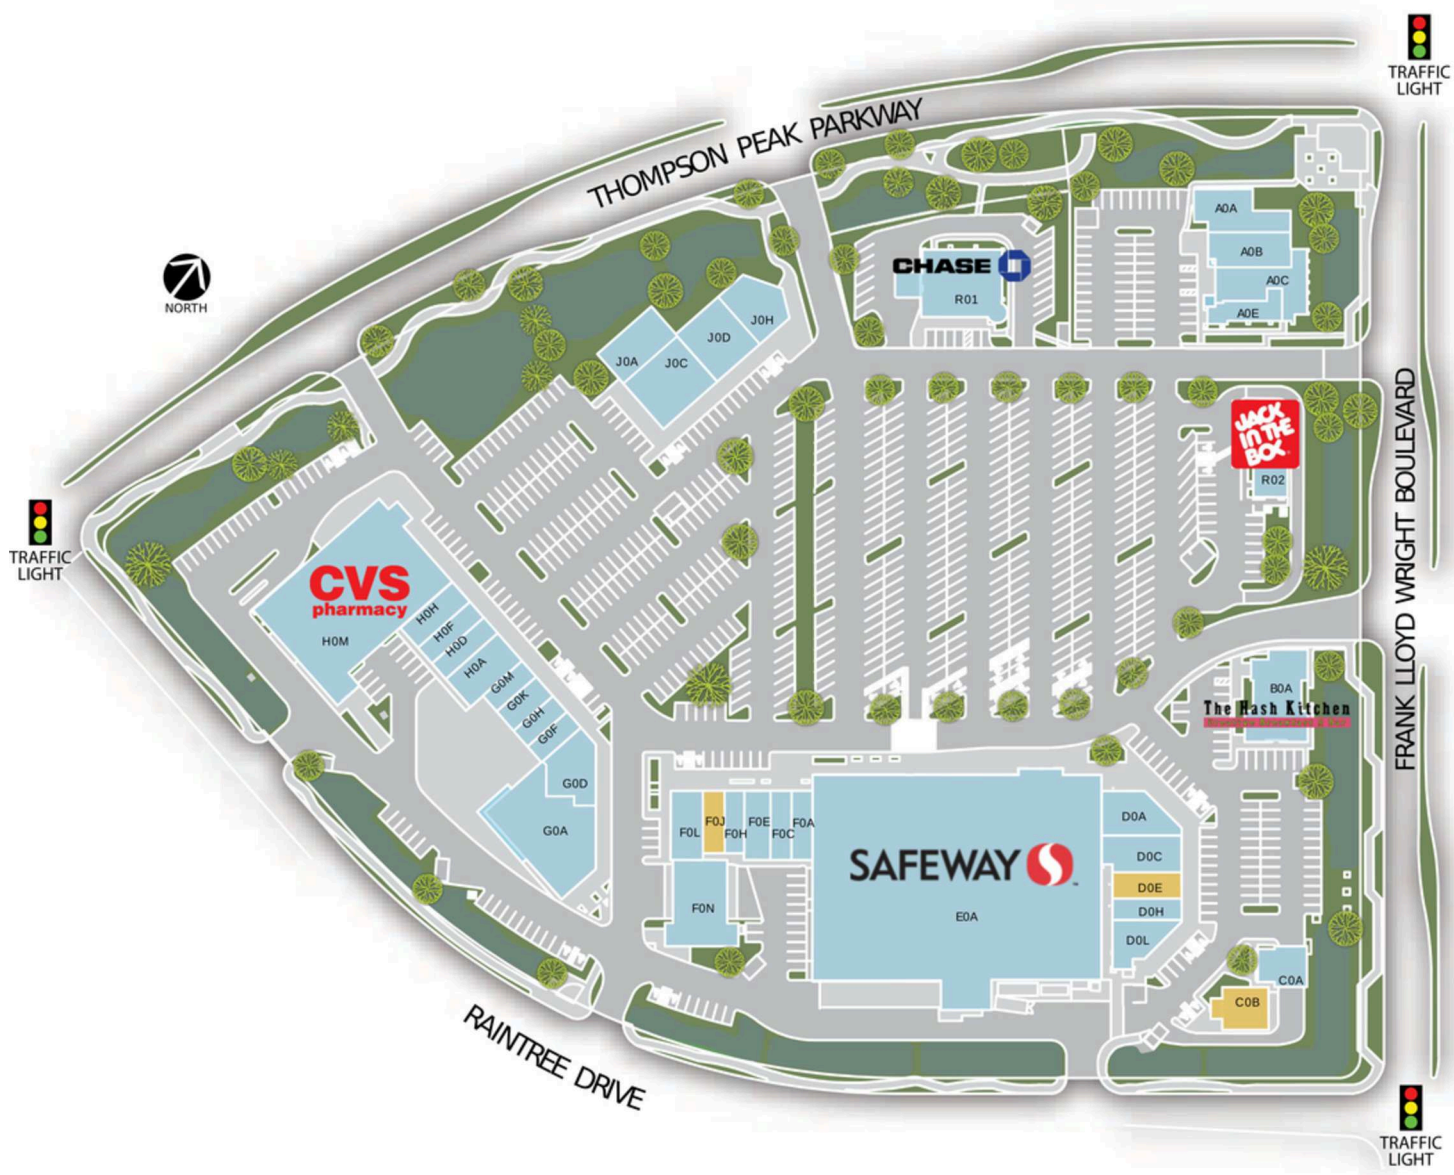 TRAFFIC
LIGHT
THOMPSON PEAK PARKWAY
NORTH
CHASE
R01
A0A
A0B
A0C
A0E
J0H
J0D
J0C
J0A
JACK
IN THE
BOX
R02
FRANK LLOYD WRIGHT BOULEVARD
TRAFFIC
LIGHT
CVS
pharmacy
H0M
H0H
H0F
H0D
H0A
G0M
G0K
G0H
G0F
G0D
G0A
B0A
The Hash Kitchen
F0L
F0J
F0H
F0E
F0C
F0A
F0N
SAFEWAY
E0A
D0A
D0C
D0E
D0H
D0L
C0A
C0B
RAINTREE DRIVE
TRAFFIC
LIGHT